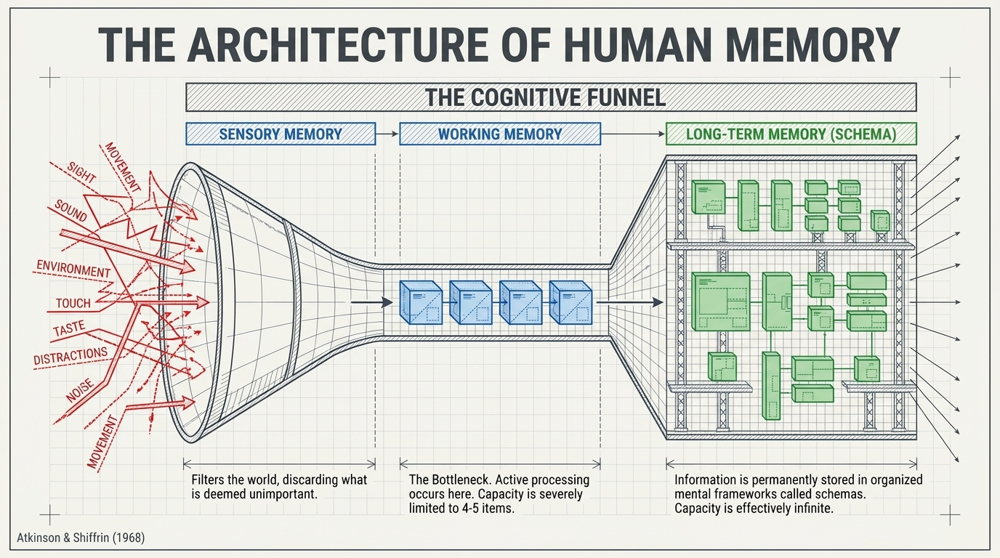 THE ARCHITECTURE OF HUMAN MEMORY
THE COGNITIVE FUNNEL
SENSORY MEMORY
WORKING MEMORY
LONG-TERM MEMORY (SCHEMA)
MOVEMENT
SIGHT
SOUND
ENVIRONMENT
TOUCH
TASTE
DISTRACTIONS
NOISE
MOVEMENT
Filters the world, discarding what
is deemed unimportant.
The Bottleneck. Active processing
occurs here. Capacity is severely
limited to 4-5 items.
Information is permanently stored in organized
mental frameworks called schemas.
Capacity is effectively infinite.
Atkinson & Shiffrin (1968)